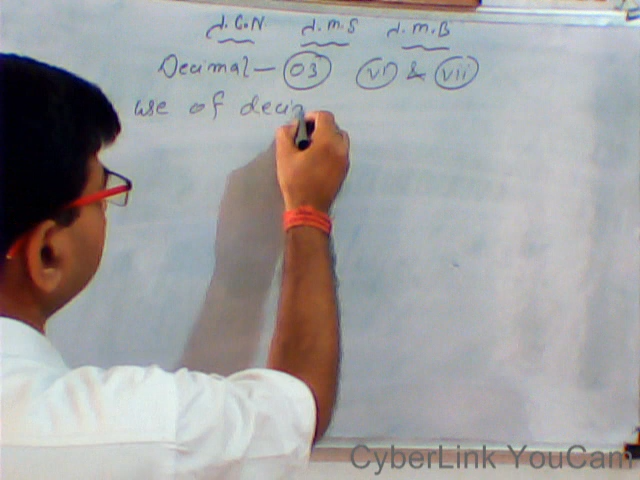 J.G.N J.M.S J.M.B
Decimal — 03 vi & vii
use of deci
CyberLink YouCam